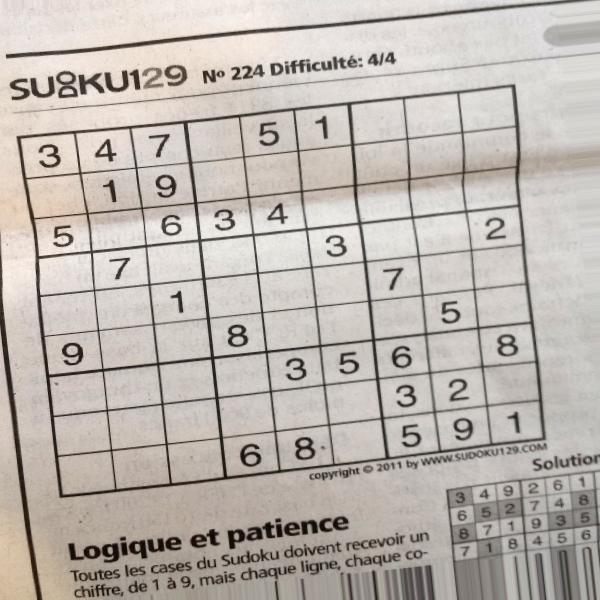 SUDOKU129 Nº 224 Difficulté: 4/4
3 4 7 5 1
1 9
5 6 3 4
7 3 2
1 7
9 8 5
3 5 6 8
3 2
6 8 5 9 1
copyright © 2011 by WWW.SUDOKU129.COM
Solution
3 4 9 2 6 1
6 5 2 7 4 8
8 7 1 9 3 5
7 1 8 4 5 6
Logique et patience
Toutes les cases du Sudoku doivent recevoir un
chiffre, de 1 à 9, mais chaque ligne, chaque co-